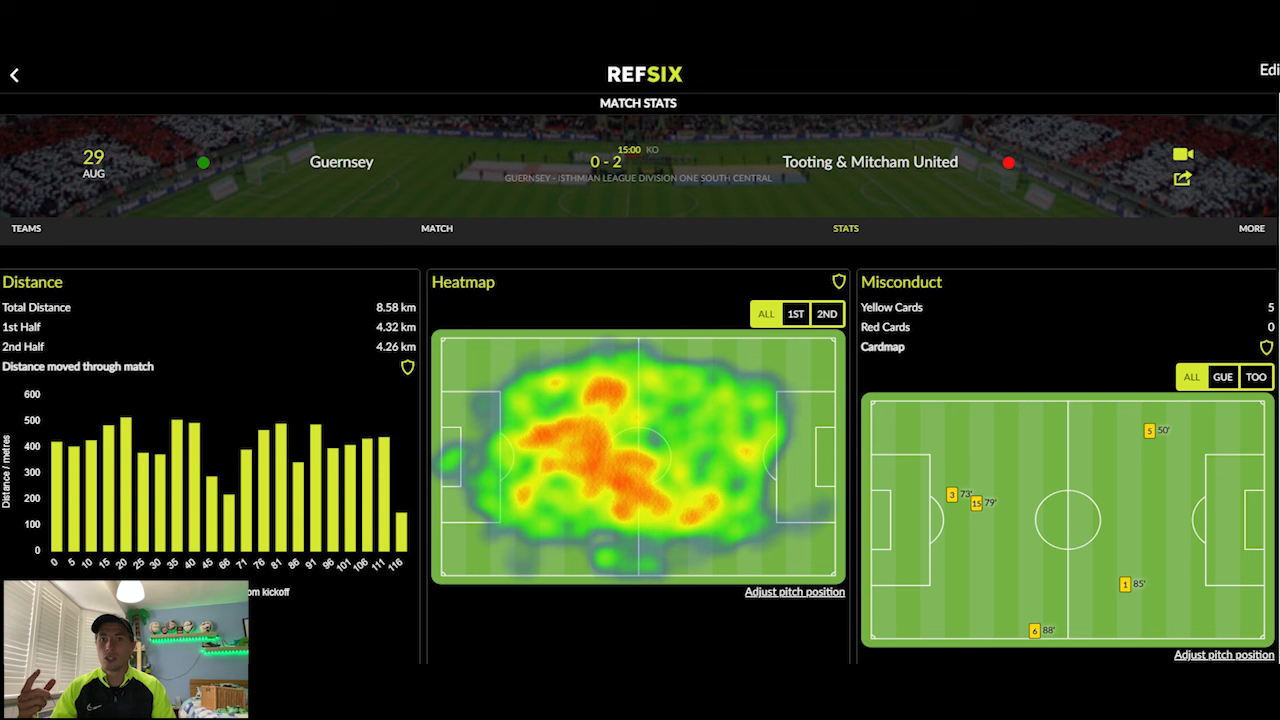 Edi
REFSIX
MATCH STATS
29
AUG
Guernsey
15:00 KO
0 - 2
Tooting & Mitcham United
GUERNSEY - ISTHMIAN LEAGUE DIVISION ONE SOUTH CENTRAL
TEAMS MATCH STATS MORE
Distance
Total Distance 8.58 km
1st Half 4.32 km
2nd Half 4.26 km
Distance moved through match
Distance / metres
600
500
400
300
200
100
0
0 5 10 15 20 25 30 35 40 45 66 71 76 81 86 91 96 101 106 111 116
om kickoff
Heatmap
ALL 1ST 2ND
Adjust pitch position
Misconduct
Yellow Cards 5
Red Cards 0
Cardmap
ALL GUE TOO
5 50'
3 73'
15 79'
1 85'
6 88'
Adjust pitch position